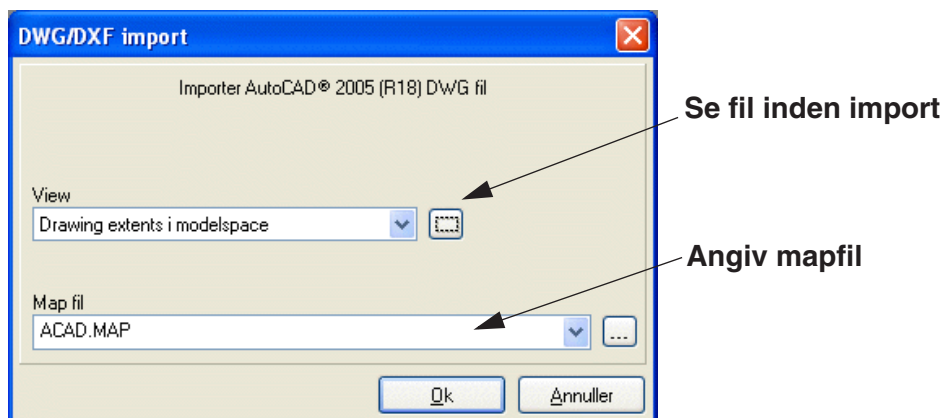 DWG/DXF import
Importer AutoCAD® 2005 (R18) DWG fil
Se fil inden import
View
Drawing extents i modelspace
Angiv mapfil
Map fil
ACAD.MAP
...
Ok
Annuller